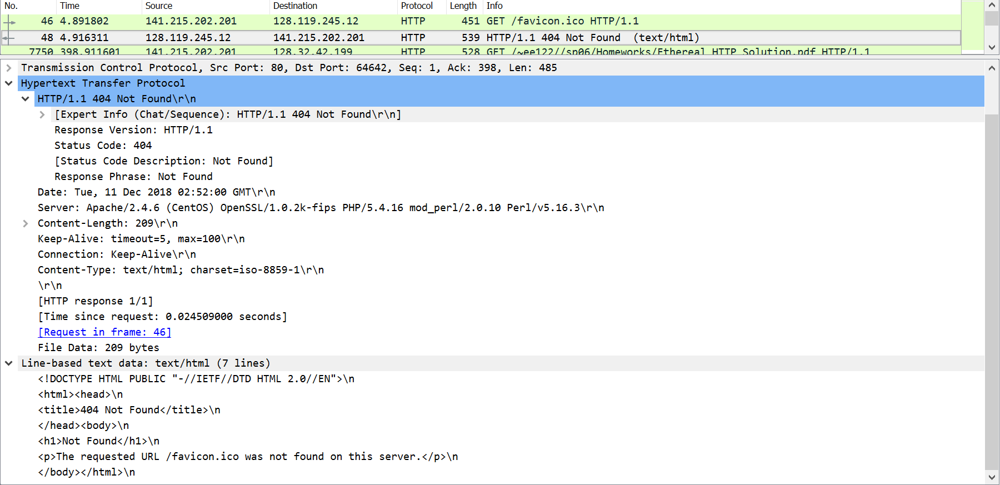 No. Time Source Destination Protocol Length Info
46 4.891802 141.215.202.201 128.119.245.12 HTTP 451 GET /favicon.ico HTTP/1.1
48 4.916311 128.119.245.12 141.215.202.201 HTTP 539 HTTP/1.1 404 Not Found  (text/html)
7750 398.911601 141.215.202.201 128.32.42.199 HTTP 528 GET /~ee122//sp06/Homeworks/Ethereal_HTTP_Solution.pdf HTTP/1.1
Transmission Control Protocol, Src Port: 80, Dst Port: 64642, Seq: 1, Ack: 398, Len: 485
Hypertext Transfer Protocol
HTTP/1.1 404 Not Found\r\n
[Expert Info (Chat/Sequence): HTTP/1.1 404 Not Found\r\n]
Response Version: HTTP/1.1
Status Code: 404
[Status Code Description: Not Found]
Response Phrase: Not Found
Date: Tue, 11 Dec 2018 02:52:00 GMT\r\n
Server: Apache/2.4.6 (CentOS) OpenSSL/1.0.2k-fips PHP/5.4.16 mod_perl/2.0.10 Perl/v5.16.3\r\n
Content-Length: 209\r\n
Keep-Alive: timeout=5, max=100\r\n
Connection: Keep-Alive\r\n
Content-Type: text/html; charset=iso-8859-1\r\n
\r\n
[HTTP response 1/1]
[Time since request: 0.024509000 seconds]
[Request in frame: 46]
File Data: 209 bytes
Line-based text data: text/html (7 lines)
<!DOCTYPE HTML PUBLIC "-//IETF//DTD HTML 2.0//EN">\n
<html><head>\n
<title>404 Not Found</title>\n
</head><body>\n
<h1>Not Found</h1>\n
<p>The requested URL /favicon.ico was not found on this server.</p>\n
</body></html>\n